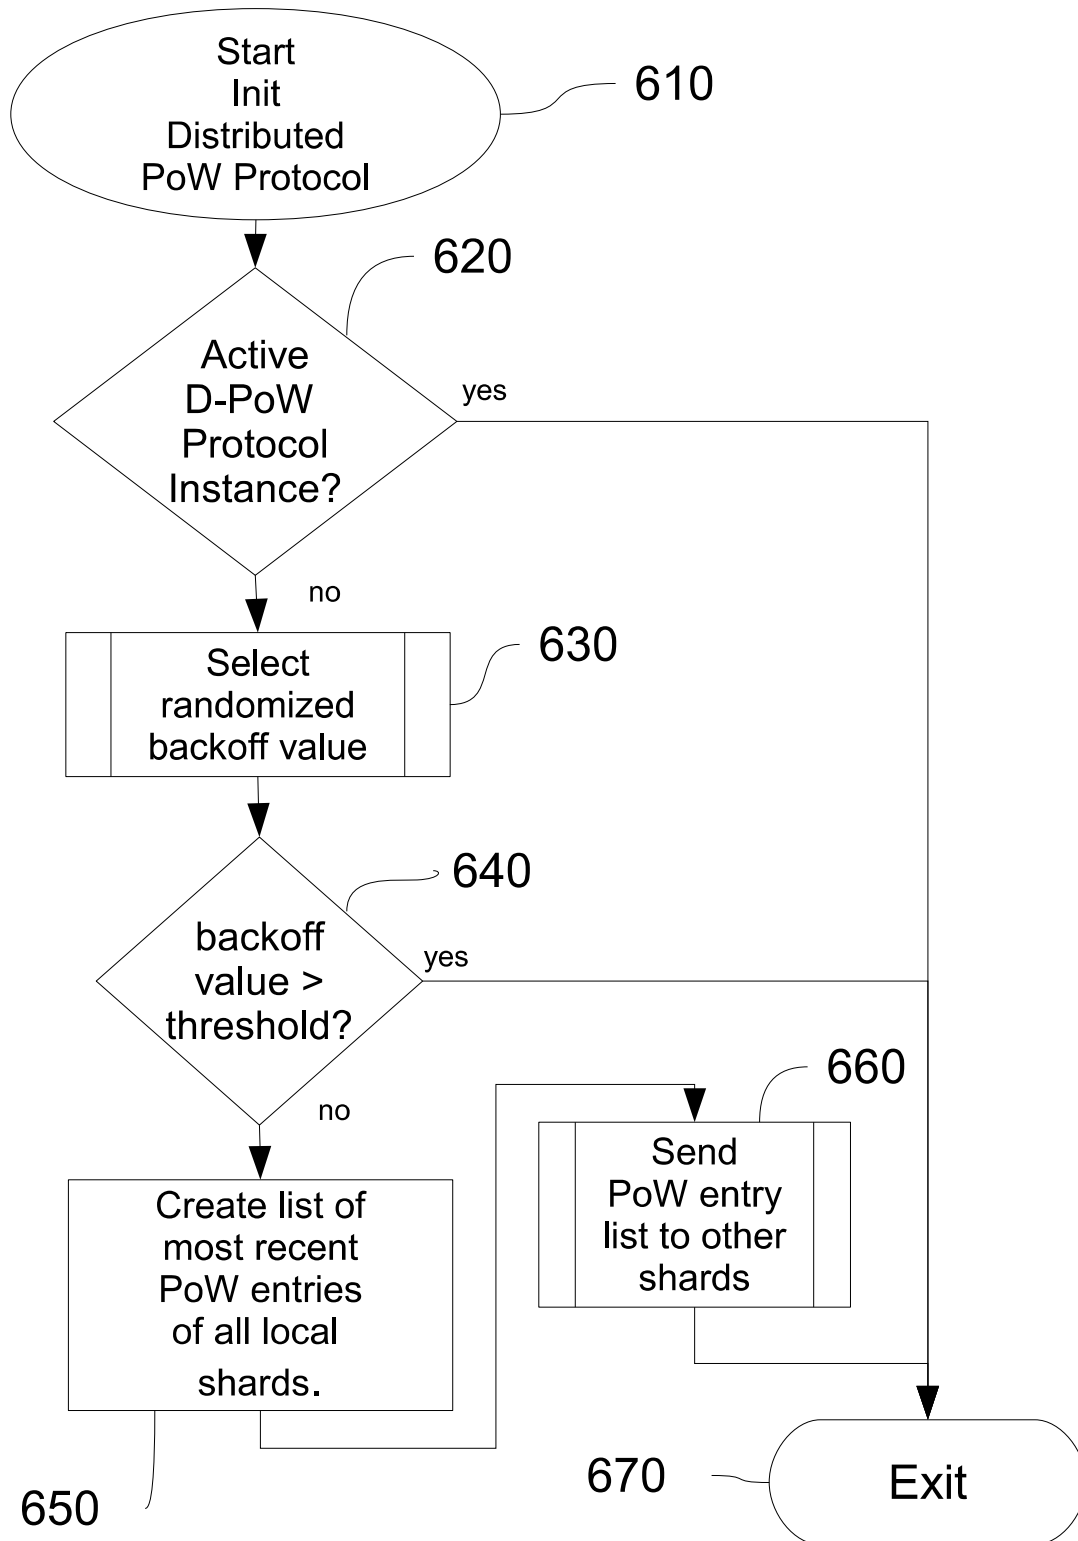 Start
Init
Distributed
PoW Protocol
610
620
Active
D-PoW
Protocol
Instance?
yes
no
630
Select
randomized
backoff value
640
backoff
value >
threshold?
yes
no
660
Send
PoW entry
list to other
shards
Create list of
most recent
PoW entries
of all local
shards.
650
670
Exit